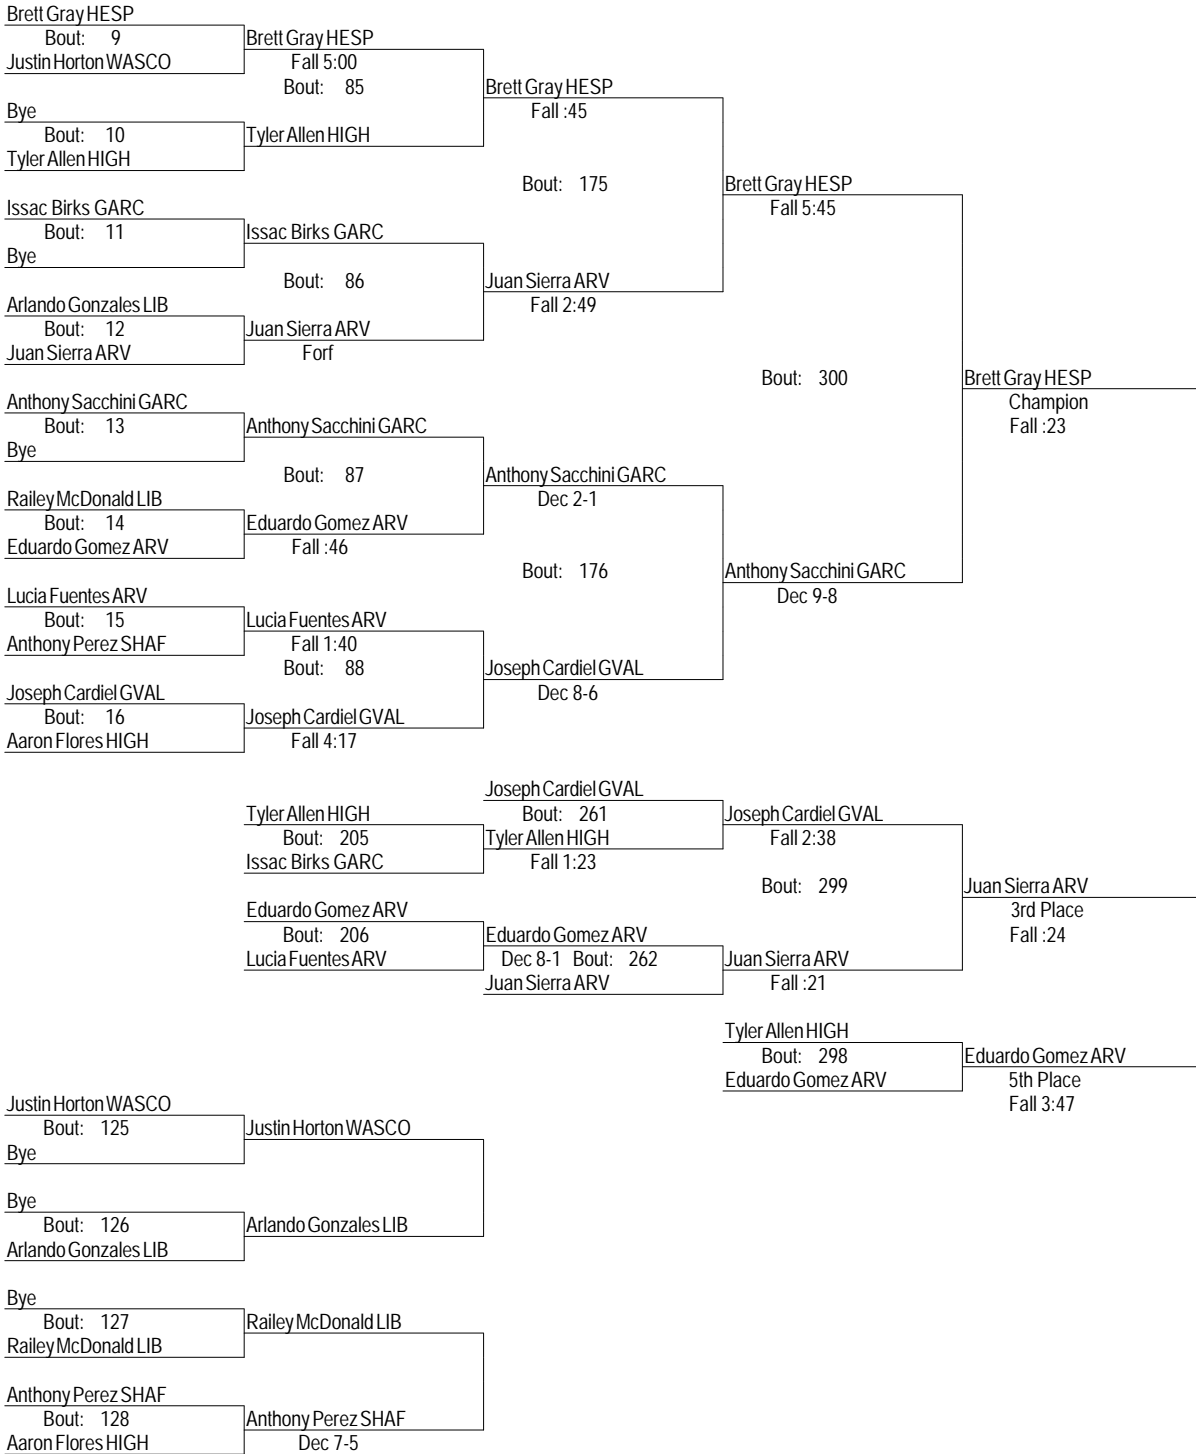 Brett Gray HESP
Bout: 9
Justin Horton WASCO
Brett Gray HESP
Fall 5:00
Bout: 85
Bye
Bout: 10
Tyler Allen HIGH
Tyler Allen HIGH
Brett Gray HESP
Fall :45
Bout: 175
Issac Birks GARC
Bout: 11
Bye
Issac Birks GARC
Bout: 86
Arlando Gonzales LIB
Bout: 12
Juan Sierra ARV
Juan Sierra ARV
Forf
Juan Sierra ARV
Fall 2:49
Brett Gray HESP
Fall 5:45
Bout: 300
Brett Gray HESP
Champion
Fall :23
Anthony Sacchini GARC
Bout: 13
Bye
Anthony Sacchini GARC
Bout: 87
Railey McDonald LIB
Bout: 14
Eduardo Gomez ARV
Eduardo Gomez ARV
Fall :46
Anthony Sacchini GARC
Dec 2-1
Bout: 176
Anthony Sacchini GARC
Dec 9-8
Lucia Fuentes ARV
Bout: 15
Anthony Perez SHAF
Lucia Fuentes ARV
Fall 1:40
Bout: 88
Joseph Cardiel GVAL
Bout: 16
Aaron Flores HIGH
Joseph Cardiel GVAL
Fall 4:17
Joseph Cardiel GVAL
Dec 8-6
Tyler Allen HIGH
Bout: 205
Issac Birks GARC
Joseph Cardiel GVAL
Bout: 261
Tyler Allen HIGH
Fall 1:23
Joseph Cardiel GVAL
Fall 2:38
Bout: 299
Juan Sierra ARV
3rd Place
Fall :24
Eduardo Gomez ARV
Bout: 206
Lucia Fuentes ARV
Eduardo Gomez ARV
Dec 8-1 Bout: 262
Juan Sierra ARV
Juan Sierra ARV
Fall :21
Tyler Allen HIGH
Bout: 298
Eduardo Gomez ARV
Eduardo Gomez ARV
5th Place
Fall 3:47
Justin Horton WASCO
Bout: 125
Bye
Justin Horton WASCO
Bye
Bout: 126
Arlando Gonzales LIB
Arlando Gonzales LIB
Bye
Bout: 127
Railey McDonald LIB
Railey McDonald LIB
Anthony Perez SHAF
Bout: 128
Aaron Flores HIGH
Anthony Perez SHAF
Dec 7-5